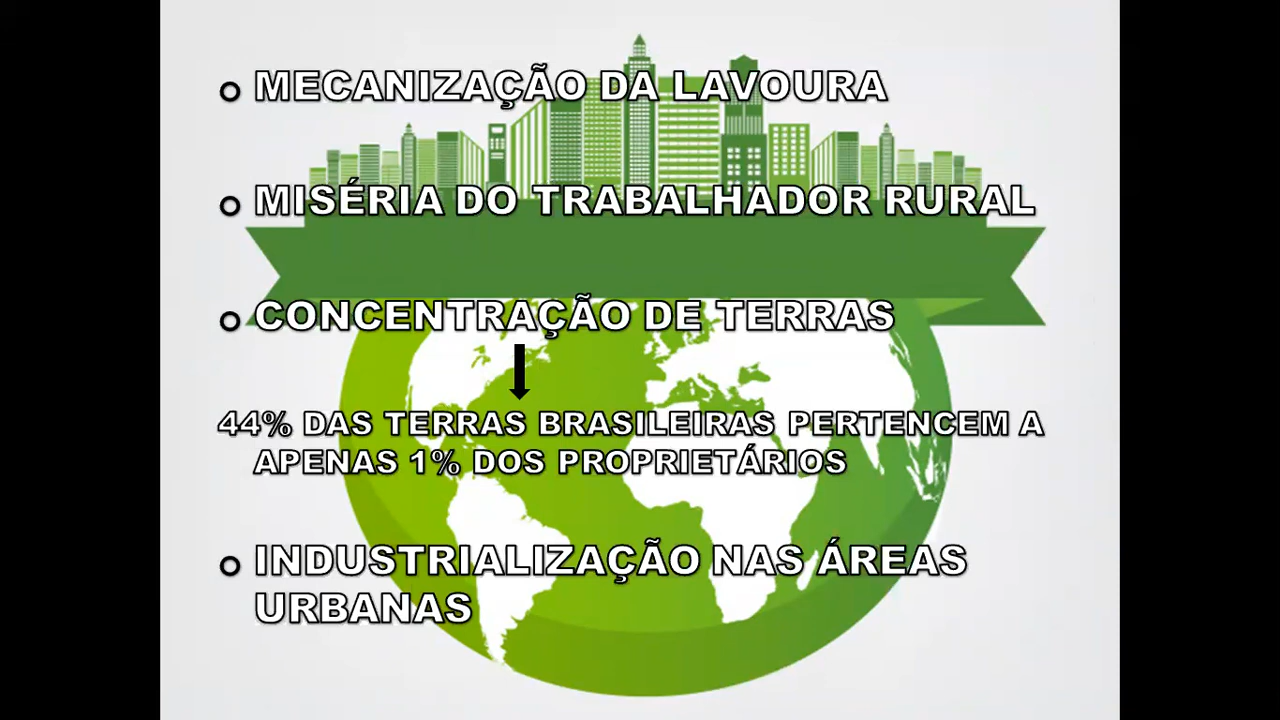 MECANIZAÇÃO DA LAVOURA
MISÉRIA DO TRABALHADOR RURAL
CONCENTRAÇÃO DE TERRAS
44% DAS TERRAS BRASILEIRAS PERTENCEM A
APENAS 1% DOS PROPRIETÁRIOS
INDUSTRIALIZAÇÃO NAS ÁREAS
URBANAS